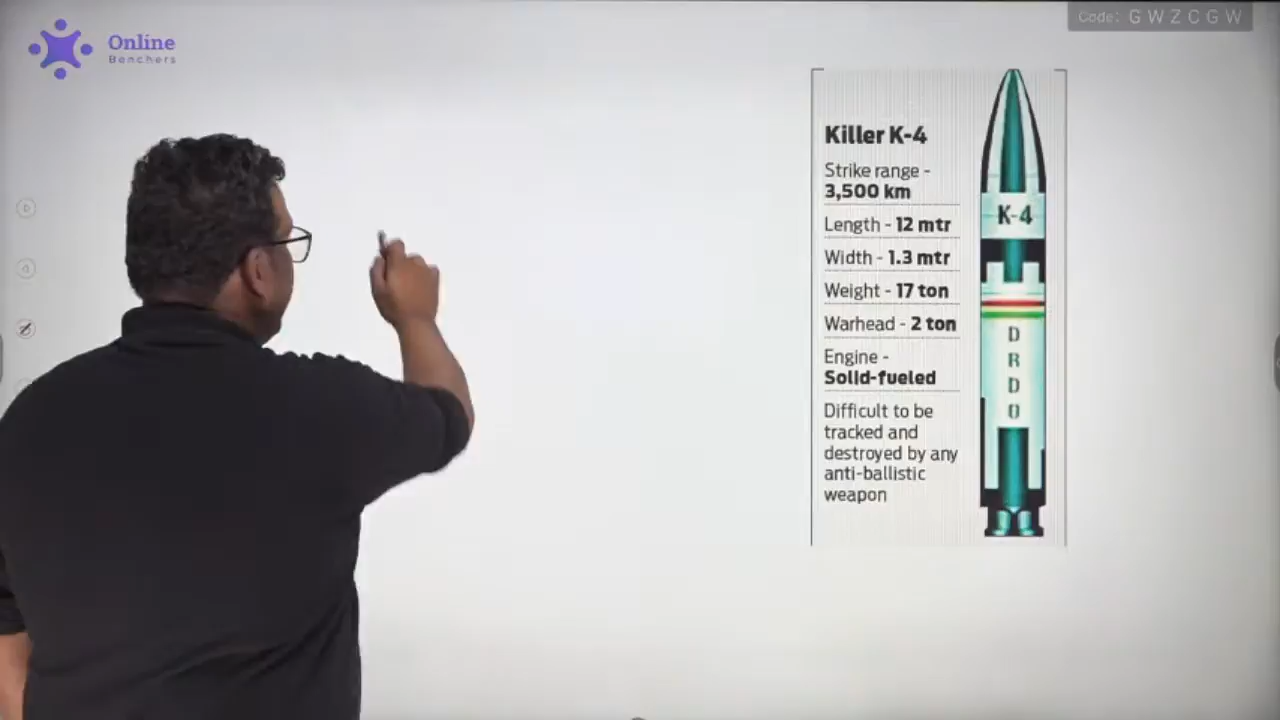 Online
Benchers
Code: G W Z C G W
Killer K-4
Strike range -
3,500 km
Length - 12 mtr
Width - 1.3 mtr
Weight - 17 ton
Warhead - 2 ton
Engine -
Solid-fueled
Difficult to be
tracked and
destroyed by any
anti-ballistic
weapon
K-4
D
R
D
O